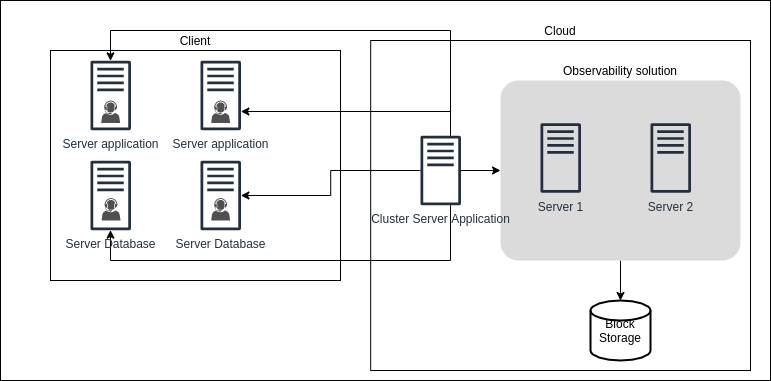 Client
Cloud
Observability solution
Server application
Server application
Server Database
Server Database
Cluster Server Application
Server 1
Server 2
Block
Storage